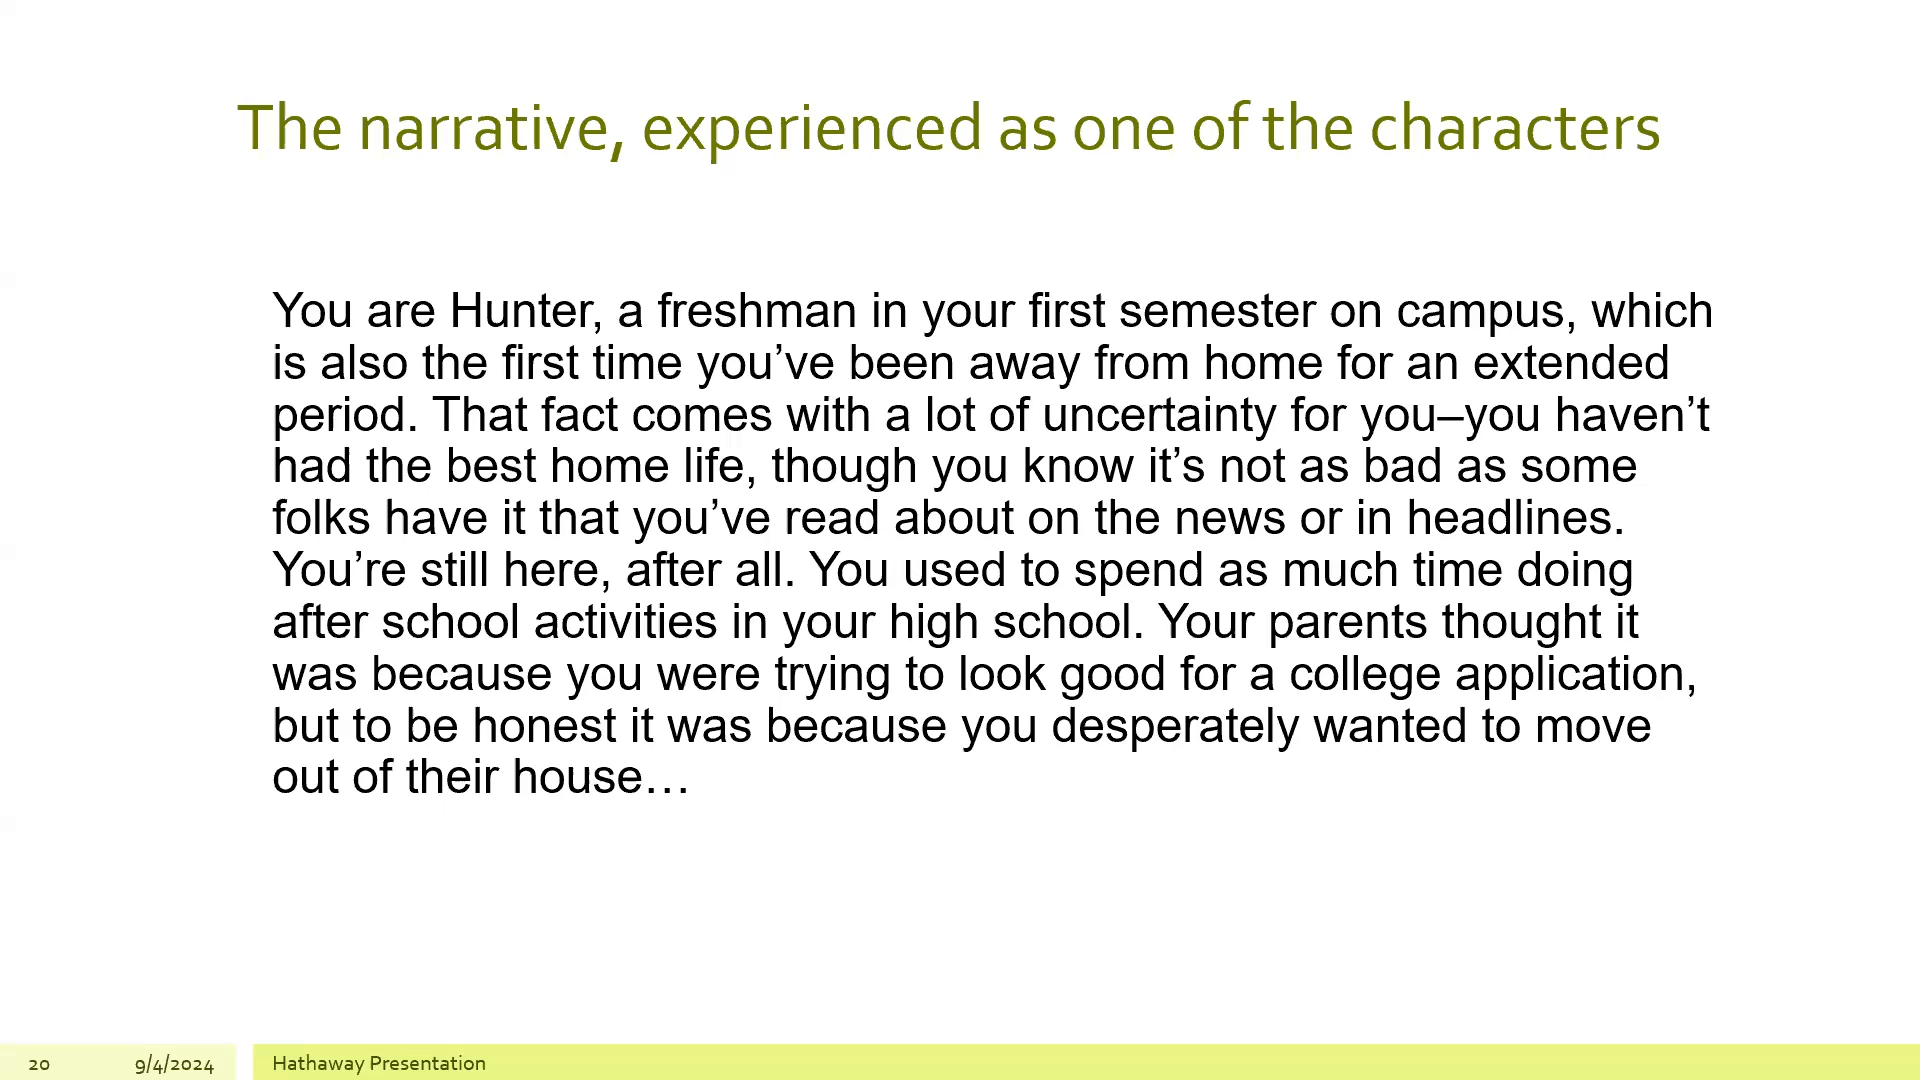 The narrative, experienced as one of the characters
You are Hunter, a freshman in your first semester on campus, which
is also the first time you’ve been away from home for an extended
period. That fact comes with a lot of uncertainty for you–you haven’t
had the best home life, though you know it’s not as bad as some
folks have it that you’ve read about on the news or in headlines.
You’re still here, after all. You used to spend as much time doing
after school activities in your high school. Your parents thought it
was because you were trying to look good for a college application,
but to be honest it was because you desperately wanted to move
out of their house…
20 9/4/2024 Hathaway Presentation